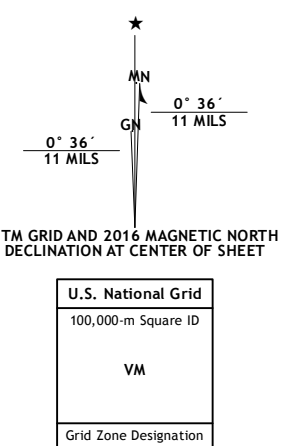 ★
MN
0° 36´
11 MILS
GN
0° 36´
11 MILS
TM GRID AND 2016 MAGNETIC NORTH
DECLINATION AT CENTER OF SHEET
U.S. National Grid
100,000-m Square ID
VM
Grid Zone Designation